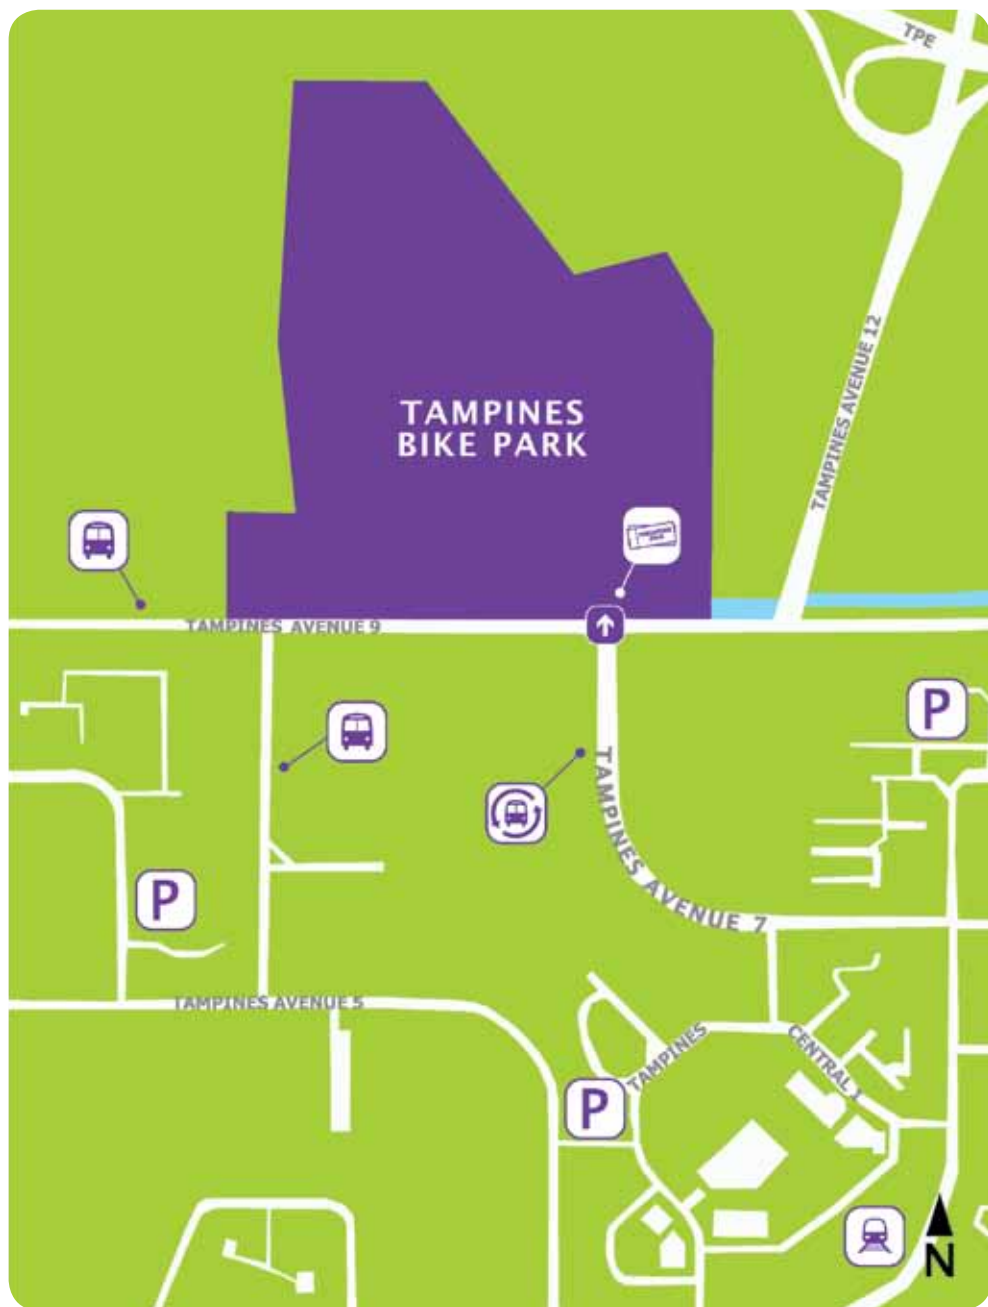 TPE
TAMPINES AVENUE 12
TAMPINES
BIKE PARK
TAMPINES AVENUE 9
P
TAMPINES AVENUE 7
P
TAMPINES AVENUE 5
TAMPINES CENTRAL 1
P
N